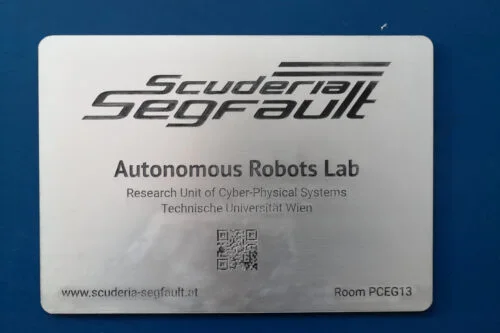 Scuderia
Segfault
Autonomous Robots Lab
Research Unit of Cyber-Physical Systems
Technische Universität Wien
www.scuderia-segfault.at
Room PCEG13